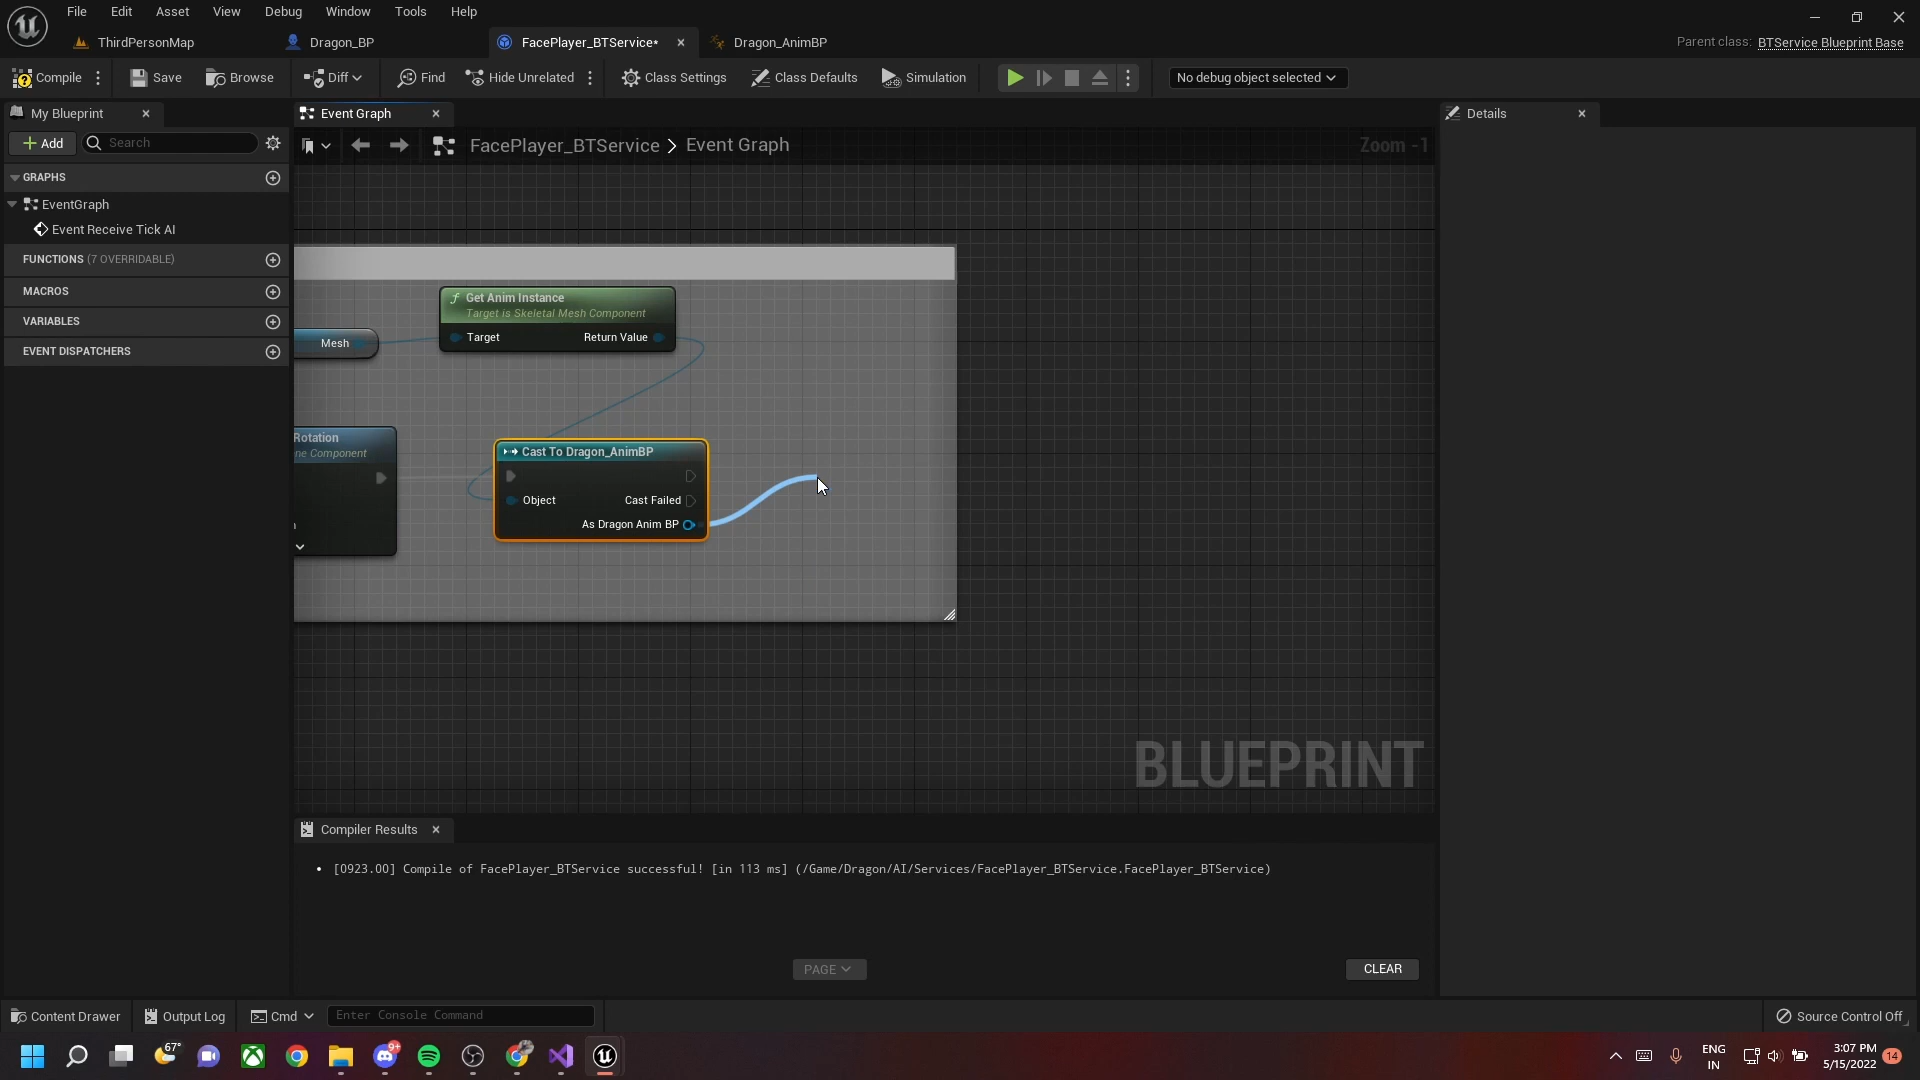 File Edit Asset View Debug Window Tools Help
ThirdPersonMap Dragon_BP FacePlayer_BTService* Dragon_AnimBP Parent class: BTService Blueprint Base
Compile Save Browse Diff Find Hide Unrelated Class Settings Class Defaults Simulation No debug object selected
My Blueprint Event Graph Details
Add Search FacePlayer_BTService > Event Graph Zoom -1
GRAPHS
EventGraph
Event Receive Tick AI
FUNCTIONS (7 OVERRIDABLE)
MACROS
VARIABLES
EVENT DISPATCHERS
Get Anim Instance
Target is Skeletal Mesh Component
Mesh Target Return Value
Rotation
ne Component
Cast To Dragon_AnimBP
Object Cast Failed
As Dragon Anim BP
BLUEPRINT
Compiler Results
• [0923.00] Compile of FacePlayer_BTService successful! [in 113 ms] (/Game/Dragon/AI/Services/FacePlayer_BTService.FacePlayer_BTService)
PAGE CLEAR
Content Drawer Output Log Cmd Enter Console Command Source Control Off
67° 9+ ENG 3:07 PM
IN 5/15/2022 14